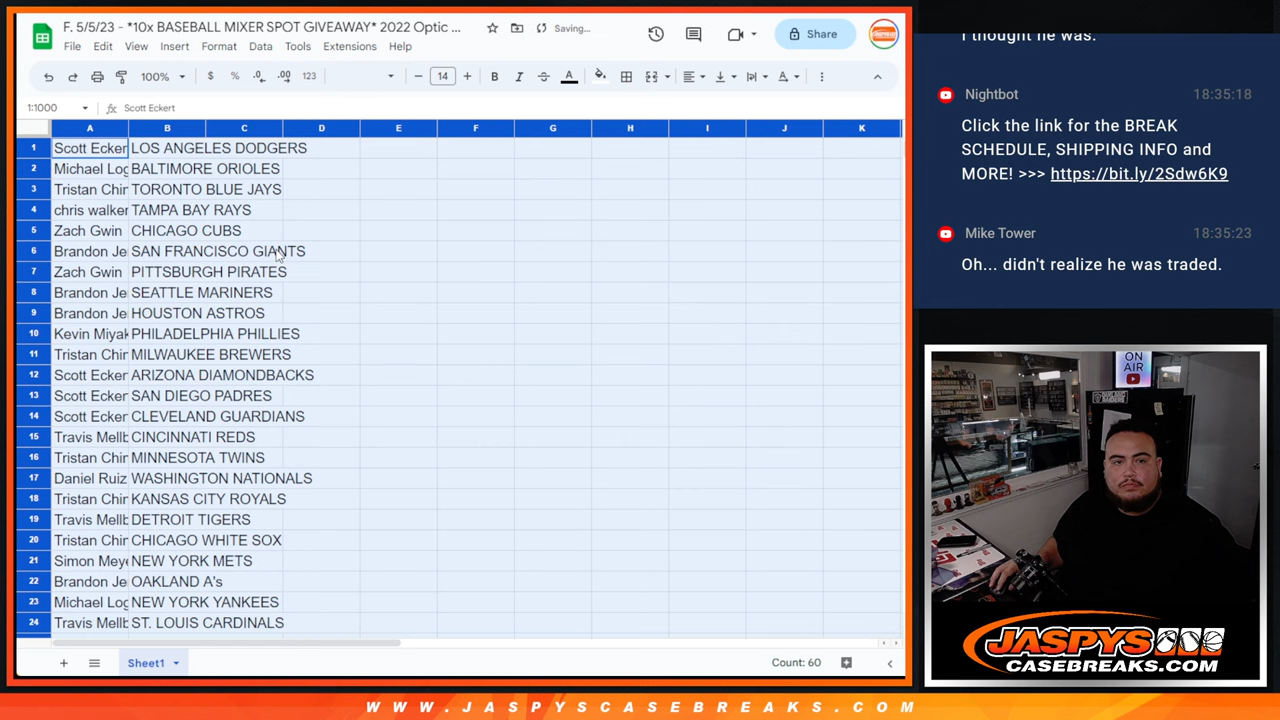 F. 5/5/23 - *10x BASEBALL MIXER SPOT GIVEAWAY* 2022 Optic ...
Saving...
Share
File Edit View Insert Format Data Tools Extensions Help
100% $ % .0 .00 123 14 B I A
1:1000 fx Scott Eckert
A B C D E F G H I J K
1 Scott Ecker LOS ANGELES DODGERS
2 Michael Log BALTIMORE ORIOLES
3 Tristan Chin TORONTO BLUE JAYS
4 chris walker TAMPA BAY RAYS
5 Zach Gwin CHICAGO CUBS
6 Brandon Je SAN FRANCISCO GIANTS
7 Zach Gwin PITTSBURGH PIRATES
8 Brandon Je SEATTLE MARINERS
9 Brandon Je HOUSTON ASTROS
10 Kevin Miyak PHILADELPHIA PHILLIES
11 Tristan Chin MILWAUKEE BREWERS
12 Scott Ecker ARIZONA DIAMONDBACKS
13 Scott Ecker SAN DIEGO PADRES
14 Scott Ecker CLEVELAND GUARDIANS
15 Travis Mellb CINCINNATI REDS
16 Tristan Chin MINNESOTA TWINS
17 Daniel Ruiz WASHINGTON NATIONALS
18 Tristan Chin KANSAS CITY ROYALS
19 Travis Mellb DETROIT TIGERS
20 Tristan Chin CHICAGO WHITE SOX
21 Simon Meye NEW YORK METS
22 Brandon Je OAKLAND A's
23 Michael Log NEW YORK YANKEES
24 Travis Mellb ST. LOUIS CARDINALS
Sheet1
Count: 60
I thought he was.
Nightbot 18:35:18
Click the link for the BREAK
SCHEDULE, SHIPPING INFO and
MORE! >>> https://bit.ly/2Sdw6K9
Mike Tower 18:35:23
Oh... didn't realize he was traded.
ON
AIR
JASPYS
CASEBREAKS.COM
WWW.JASPYSCASEBREAKS.COM